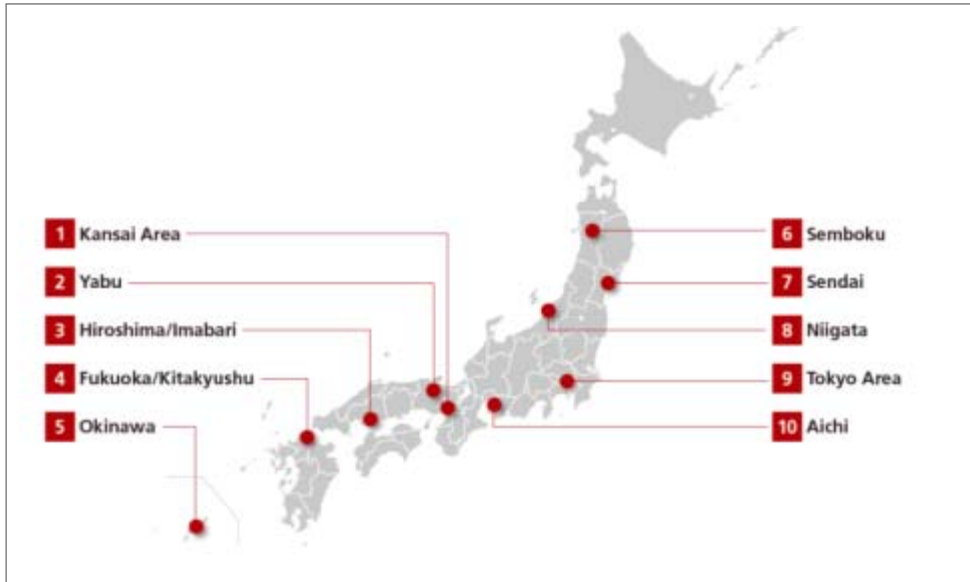 1 Kansai Area
2 Yabu
3 Hiroshima/Imabari
4 Fukuoka/Kitakyushu
5 Okinawa
6 Semboku
7 Sendai
8 Niigata
9 Tokyo Area
10 Aichi